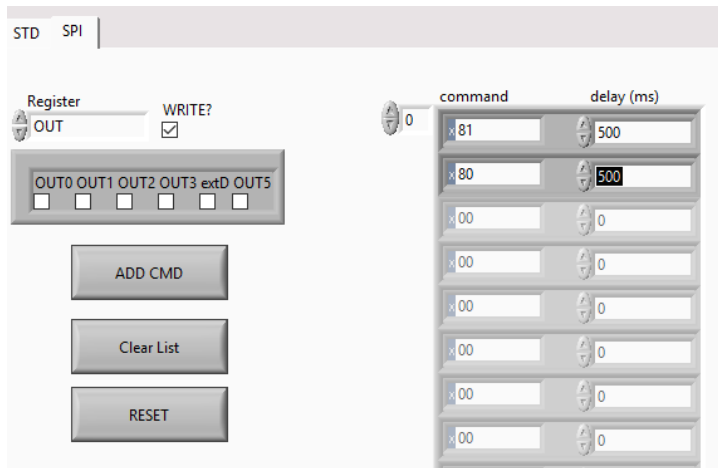 STD SPI
Register WRITE? command delay (ms)
OUT 0 x 81 500
x 80 500
OUT0 OUT1 OUT2 OUT3 extD OUT5
x 00 0
x 00 0
ADD CMD
x 00 0
Clear List x 00 0
x 00 0
RESET
x 00 0